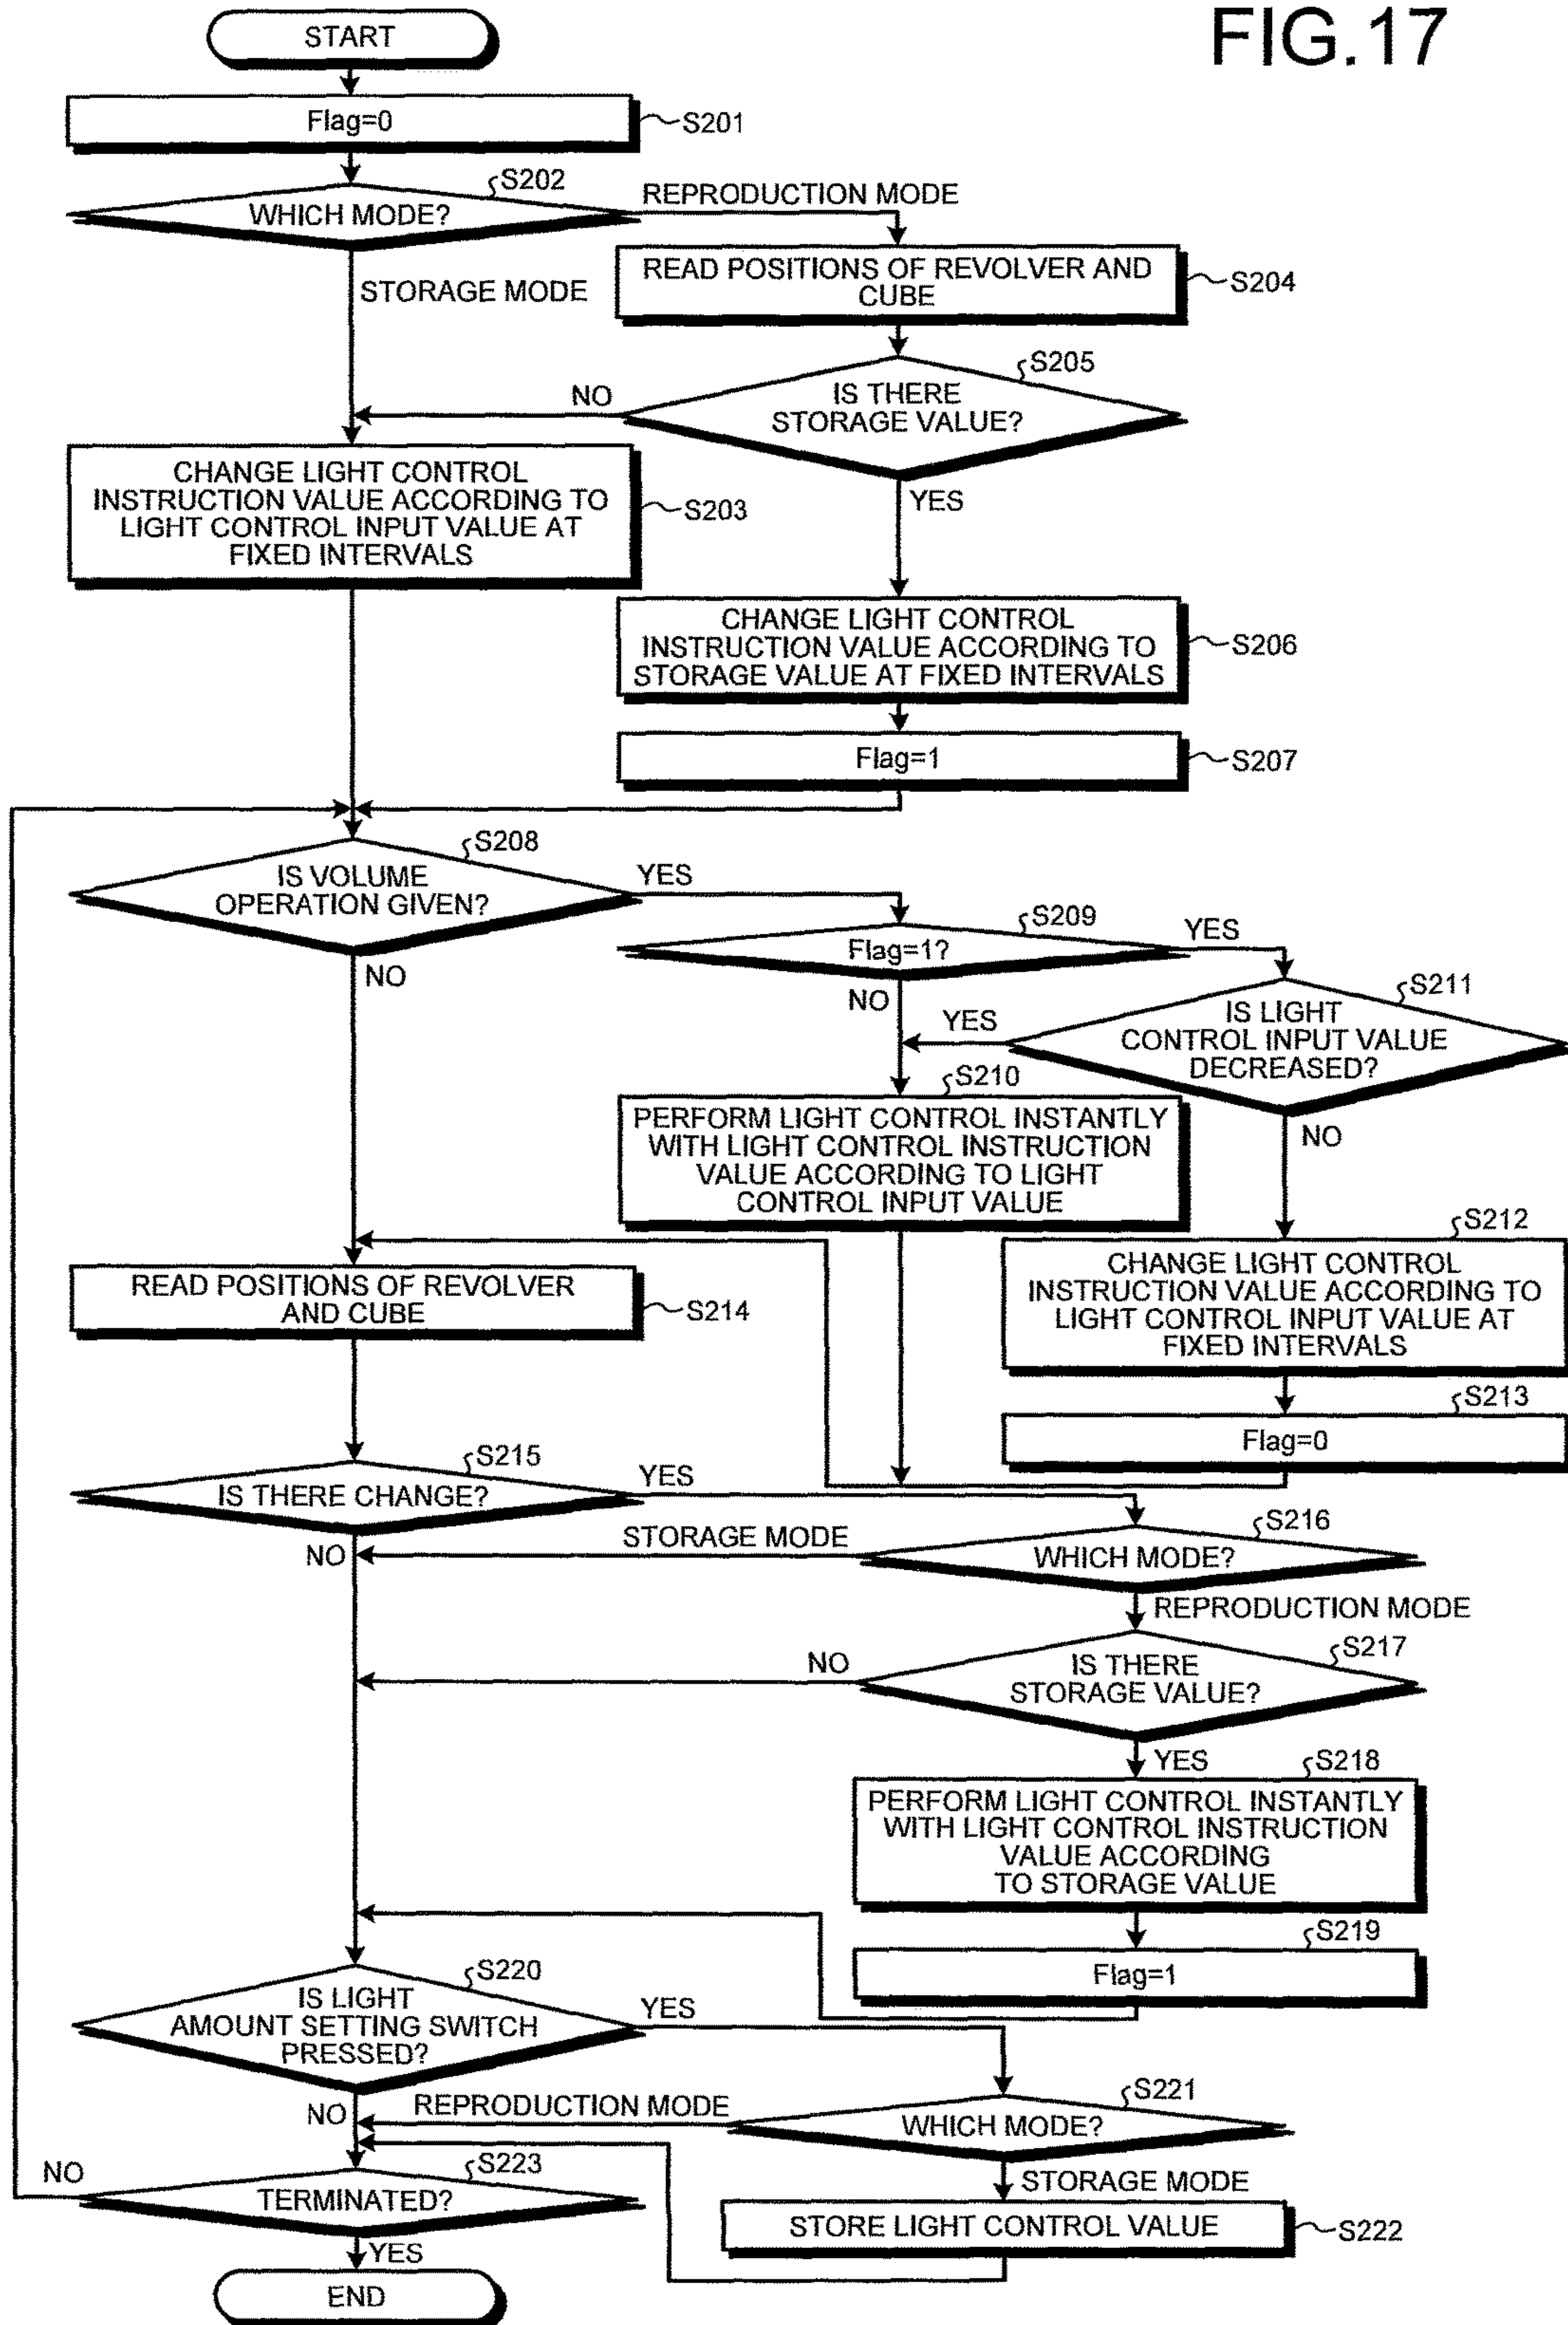 FIG.17
START
Flag=0
S201
S202
WHICH MODE?
REPRODUCTION MODE
STORAGE MODE
READ POSITIONS OF REVOLVER AND
CUBE
S204
S205
IS THERE
STORAGE VALUE?
NO
YES
CHANGE LIGHT CONTROL
INSTRUCTION VALUE ACCORDING TO
LIGHT CONTROL INPUT VALUE AT
FIXED INTERVALS
S203
CHANGE LIGHT CONTROL
INSTRUCTION VALUE ACCORDING TO
STORAGE VALUE AT FIXED INTERVALS
S206
Flag=1
S207
S208
IS VOLUME
OPERATION GIVEN?
YES
NO
S209
Flag=1?
YES
NO
S211
IS LIGHT
CONTROL INPUT VALUE
DECREASED?
YES
NO
S210
PERFORM LIGHT CONTROL INSTANTLY
WITH LIGHT CONTROL INSTRUCTION
VALUE ACCORDING TO LIGHT
CONTROL INPUT VALUE
S212
CHANGE LIGHT CONTROL
INSTRUCTION VALUE ACCORDING TO
LIGHT CONTROL INPUT VALUE AT
FIXED INTERVALS
S213
Flag=0
READ POSITIONS OF REVOLVER
AND CUBE
S214
S215
IS THERE CHANGE?
YES
NO
S216
WHICH MODE?
STORAGE MODE
REPRODUCTION MODE
S217
IS THERE
STORAGE VALUE?
NO
YES
S218
PERFORM LIGHT CONTROL INSTANTLY
WITH LIGHT CONTROL INSTRUCTION
VALUE ACCORDING
TO STORAGE VALUE
S219
Flag=1
S220
IS LIGHT
AMOUNT SETTING SWITCH
PRESSED?
YES
NO
S221
WHICH MODE?
REPRODUCTION MODE
STORAGE MODE
STORE LIGHT CONTROL VALUE
S222
S223
TERMINATED?
NO
YES
END